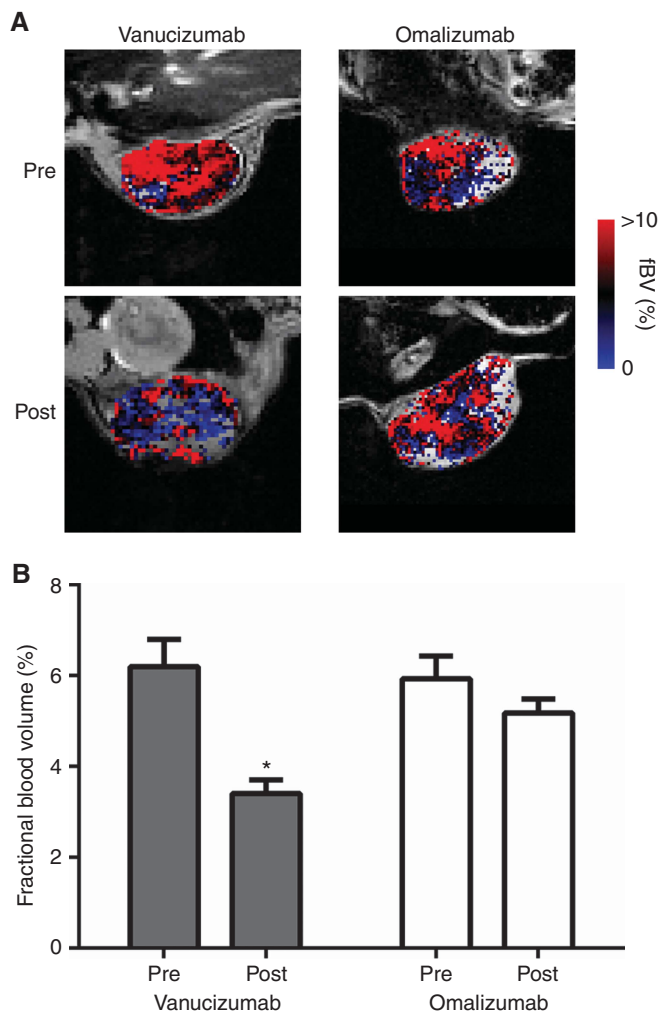 A
Vanucizumab Omalizumab
Pre
Post
>10
fBV (%)
0
B
Fractional blood volume (%)
8
6
4
2
0
*
Pre Post Pre Post
Vanucizumab Omalizumab